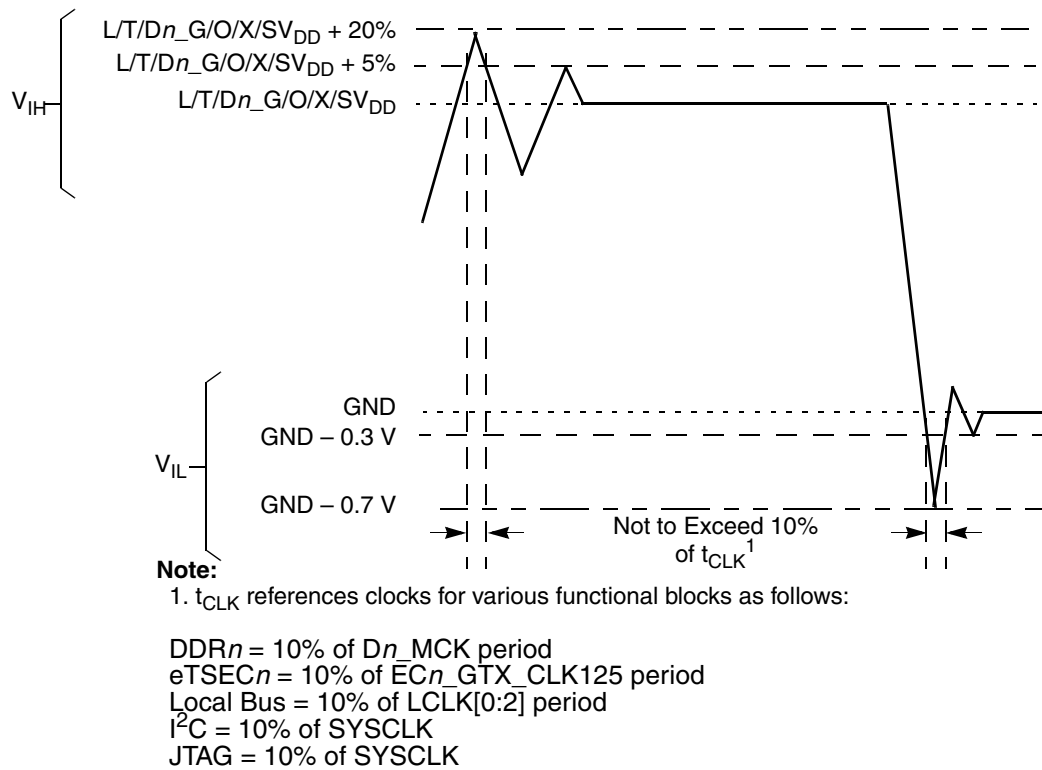 L/T/Dn_G/O/X/SVDD + 20%
L/T/Dn_G/O/X/SVDD + 5%
L/T/Dn_G/O/X/SVDD
VIH
GND
GND – 0.3 V
VIL
GND – 0.7 V
Not to Exceed 10%
of tCLK1
Note:
1. tCLK references clocks for various functional blocks as follows:
DDRn = 10% of Dn_MCK period
eTSECn = 10% of ECn_GTX_CLK125 period
Local Bus = 10% of LCLK[0:2] period
I2C = 10% of SYSCLK
JTAG = 10% of SYSCLK